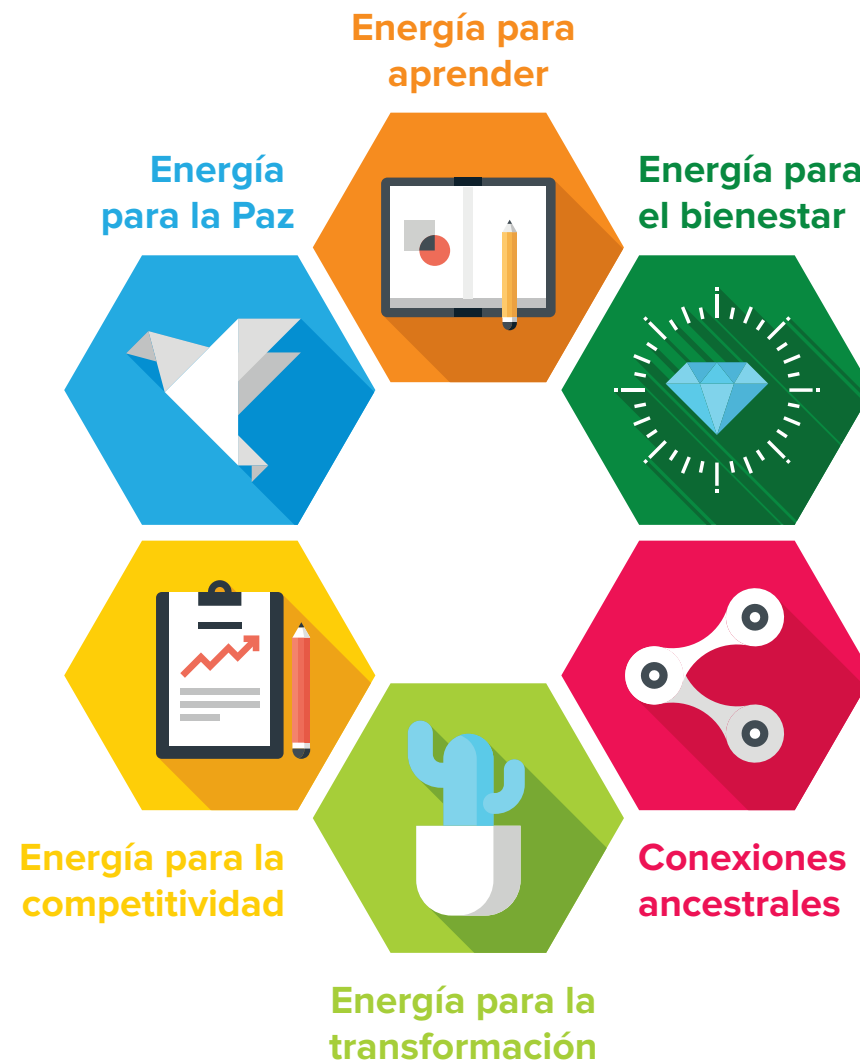 Energía para
aprender
Energía
para la Paz
Energía para
el bienestar
Energía para la
competitividad
Conexiones
ancestrales
Energía para la
transformación